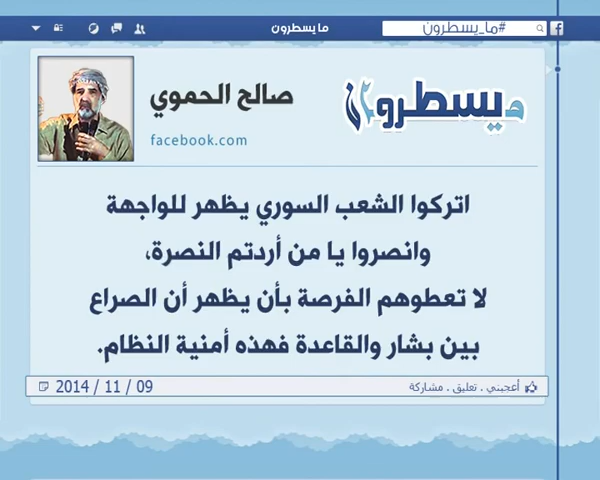 ما يسطرون
#ما_يسطرون
صالح الحموي
ما يسطرون
facebook.com
اتركوا الشعب السوري يظهر للواجهة
وانصروا يا من أردتم النصرة،
لا تعطوهم الفرصة بأن يظهر أن الصراع
بين بشار والقاعدة فهذه أمنية النظام.
أعجبني . تعليق . مشاركة
2014 / 11 / 09